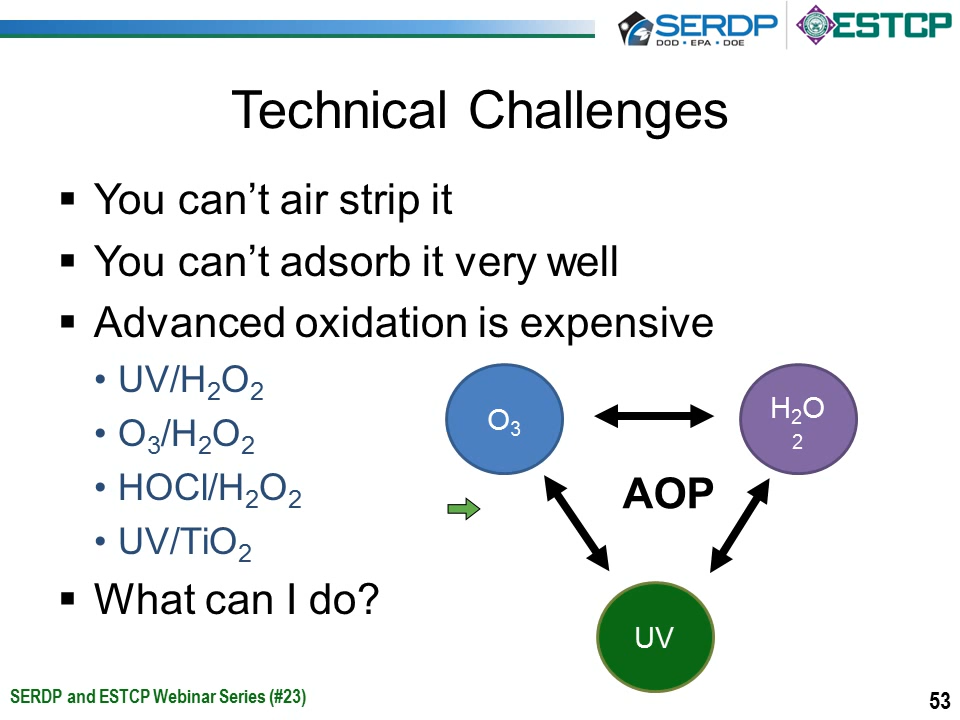 SERDP
DOD • EPA • DOE
ESTCP
Technical Challenges
▪ You can’t air strip it
▪ You can’t adsorb it very well
▪ Advanced oxidation is expensive
• UV/H₂O₂
• O₃/H₂O₂
• HOCl/H₂O₂
• UV/TiO₂
▪ What can I do?
O₃
H₂O
₂
AOP
UV
SERDP and ESTCP Webinar Series (#23)
53